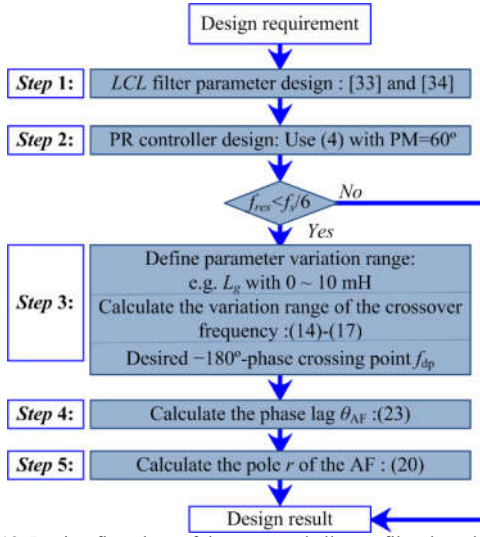 Design requirement
Step 1: LCL filter parameter design : [33] and [34]
Step 2: PR controller design: Use (4) with PM=60º
fres<fs/6
No
Yes
Step 3:
Define parameter variation range:
e.g. Lg with 0 ~ 10 mH
Calculate the variation range of the crossover
frequency :(14)-(17)
Desired −180º-phase crossing point fdp
Step 4: Calculate the phase lag θAF :(23)
Step 5: Calculate the pole r of the AF : (20)
Design result